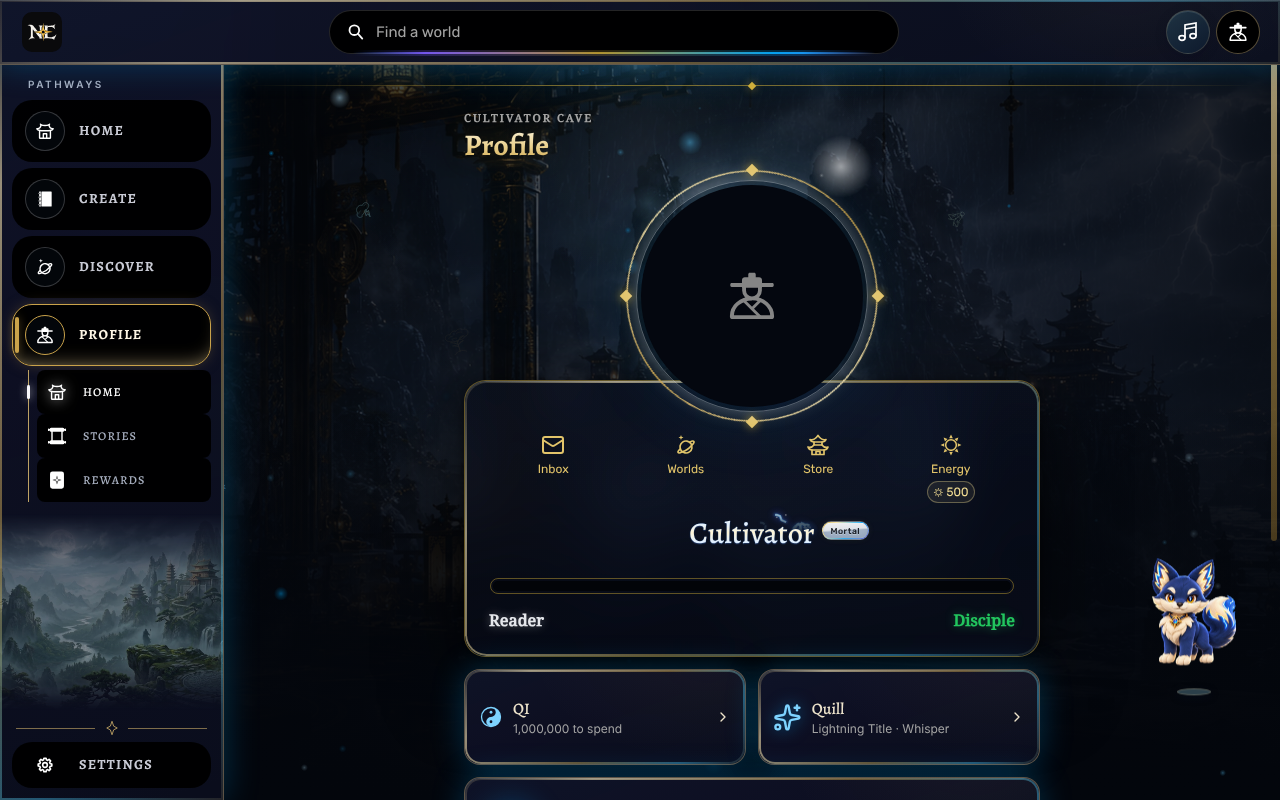 NE
Find a world
PATHWAYS
HOME
CREATE
DISCOVER
PROFILE
HOME
STORIES
REWARDS
SETTINGS
CULTIVATOR CAVE
Profile
Inbox
Worlds
Store
Energy
500
Cultivator
Mortal
Reader
Disciple
QI
1,000,000 to spend
Quill
Lightning Title · Whisper